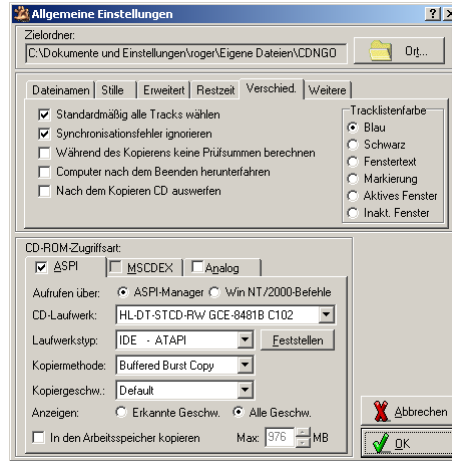 Allgemeine Einstellungen
Zielordner:
C:\Dokumente und Einstellungen\roger\Eigene Dateien\CDNGO
Ort...
Dateinamen Stille Erweitert Restzeit Verschied. Weitere
Standardmäßig alle Tracks wählen
Synchronisationsfehler ignorieren
Während des Kopierens keine Prüfsummen berechnen
Computer nach dem Beenden herunterfahren
Nach dem Kopieren CD auswerfen
Tracklistenfarbe
Blau
Schwarz
Fenstertext
Markierung
Aktives Fenster
Inakt. Fenster
CD-ROM-Zugriffsart:
ASPI MSCDEX Analog
Aufrufen über: ASPI-Manager Win NT/2000-Befehle
CD-Laufwerk: HL-DT-STCD-RW GCE-8481B C102
Laufwerkstyp: IDE - ATAPI Feststellen
Kopiermethode: Buffered Burst Copy
Kopiergeschw.: Default
Anzeigen: Erkannte Geschw. Alle Geschw.
In den Arbeitsspeicher kopieren Max: 976 MB
Abbrechen
OK